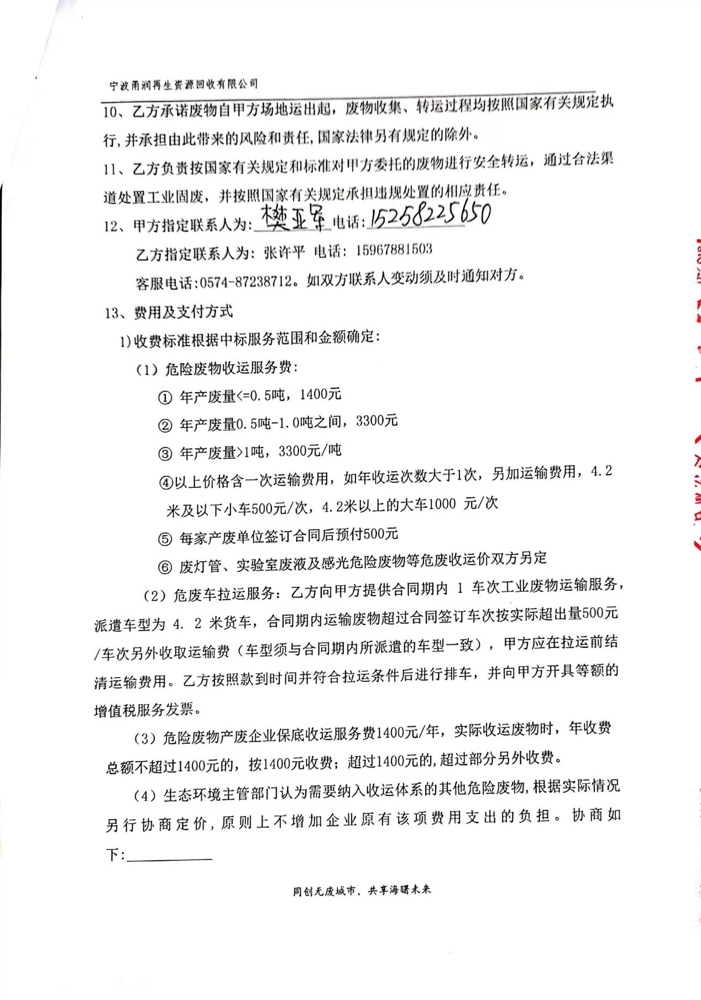 宁波甬润再生资源回收有限公司
10、乙方承诺废物自甲方场地运出起，废物收集、转运过程均按照国家有关规定执
行,并承担由此带来的风险和责任,国家法律另有规定的除外。
11、乙方负责按国家有关规定和标准对甲方委托的废物进行安全转运，通过合法渠
道处置工业固废，并按照国家有关规定承担违规处置的相应责任。
12、甲方指定联系人为:樊亚军 电话:15258225650
乙方指定联系人为：张许平 电话：15967881503
客服电话:0574-87238712。如双方联系人变动须及时通知对方。
13、费用及支付方式
1)收费标准根据中标服务范围和金额确定:
（1）危险废物收运服务费:
① 年产废量<=0.5吨，1400元
② 年产废量0.5吨-1.0吨之间，3300元
③ 年产废量>1吨，3300元/吨
④以上价格含一次运输费用，如年收运次数大于1次，另加运输费用，4.2
米及以下小车500元/次，4.2米以上的大车1000 元/次
⑤ 每家产废单位签订合同后预付500元
⑥ 废灯管、实验室废液及感光危险废物等危废收运价双方另定
（2）危废车拉运服务：乙方向甲方提供合同期内 1 车次工业废物运输服务，
派遣车型为 4. 2 米货车，合同期内运输废物超过合同签订车次按实际超出量500元
/车次另外收取运输费（车型须与合同期内所派遣的车型一致），甲方应在拉运前结
清运输费用。乙方按照款到时间并符合拉运条件后进行排车，并向甲方开具等额的
增值税服务发票。
（3）危险废物产废企业保底收运服务费1400元/年，实际收运废物时，年收费
总额不超过1400元的，按1400元收费；超过1400元的,超过部分另外收费。
（4）生态环境主管部门认为需要纳入收运体系的其他危险废物,根据实际情况
另行协商定价,原则上不增加企业原有该项费用支出的负担。协商如
下:
同创无废城市、共享海曙未来